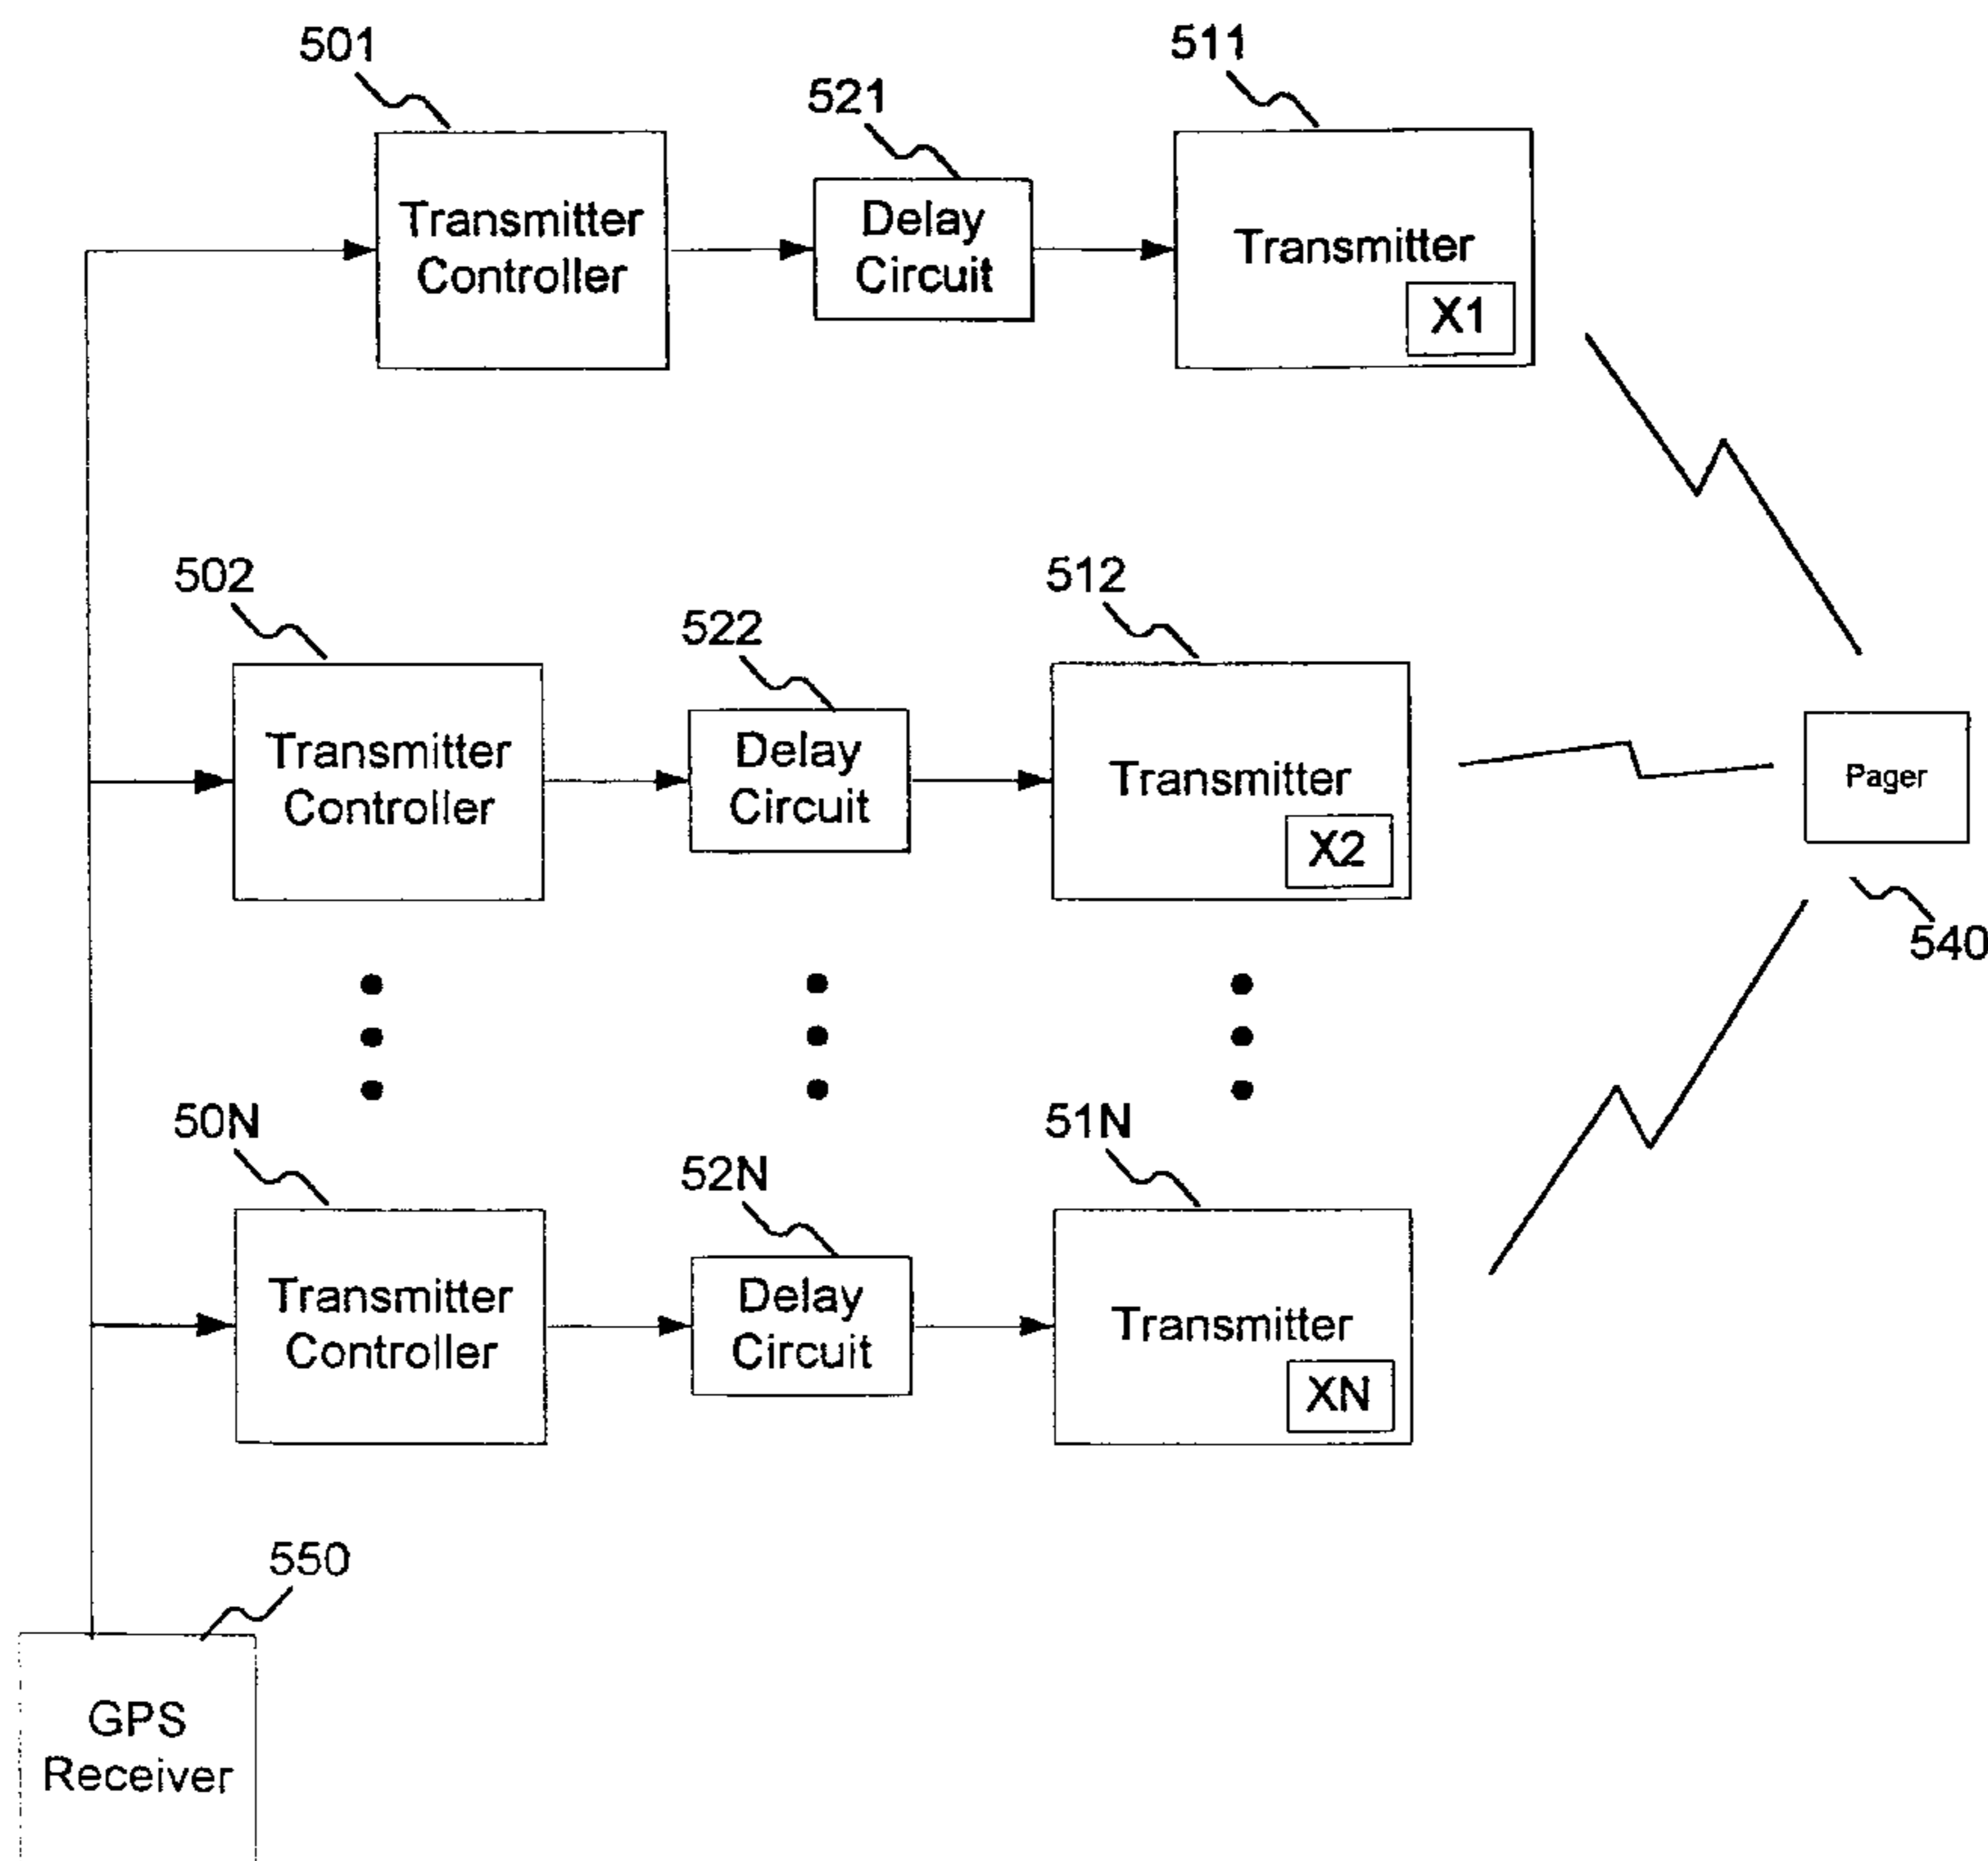 501
521
511
Transmitter
Controller
Delay
Circuit
Transmitter
X1
502
522
512
Transmitter
Controller
Delay
Circuit
Transmitter
X2
Pager
540
50N
52N
51N
Transmitter
Controller
Delay
Circuit
Transmitter
XN
550
GPS
Receiver